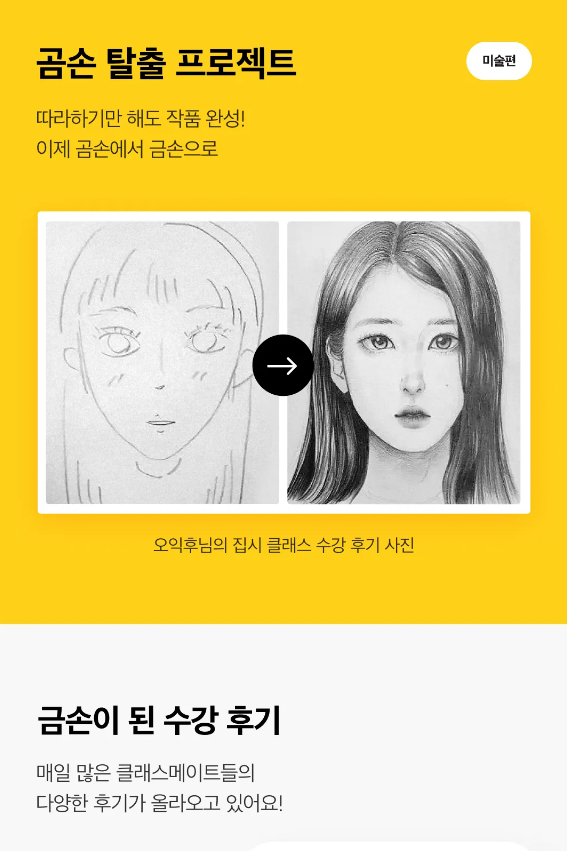 곰손 탈출 프로젝트
미술편
따라하기만 해도 작품 완성!
이제 곰손에서 금손으로
오익후님의 집시 클래스 수강 후기 사진
금손이 된 수강 후기
매일 많은 클래스메이트들의
다양한 후기가 올라오고 있어요!